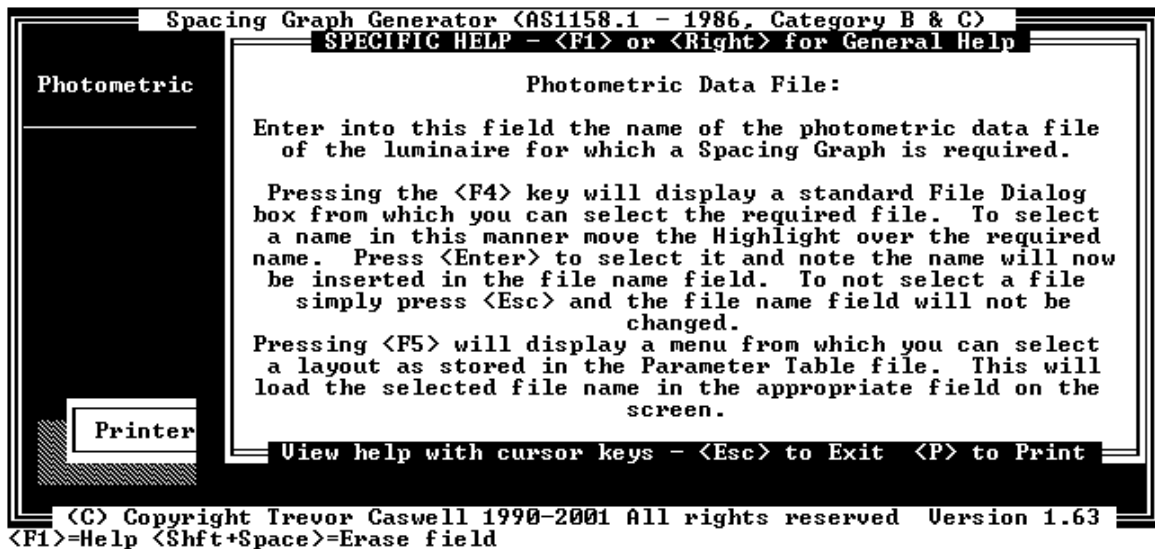 Spacing Graph Generator (AS1158.1 - 1986, Category B & C)
SPECIFIC HELP - <F1> or <Right> for General Help
Photometric
Photometric Data File:
Enter into this field the name of the photometric data file
of the luminaire for which a Spacing Graph is required.
Pressing the <F4> key will display a standard File Dialog
box from which you can select the required file. To select
a name in this manner move the Highlight over the required
name. Press <Enter> to select it and note the name will now
be inserted in the file name field. To not select a file
simply press <Esc> and the file name field will not be
changed.
Pressing <F5> will display a menu from which you can select
a layout as stored in the Parameter Table file. This will
load the selected file name in the appropriate field on the
screen.
Printer
View help with cursor keys - <Esc> to Exit <P> to Print
(C) Copyright Trevor Caswell 1990-2001 All rights reserved Version 1.63
<F1>=Help <Shft+Space>=Erase field